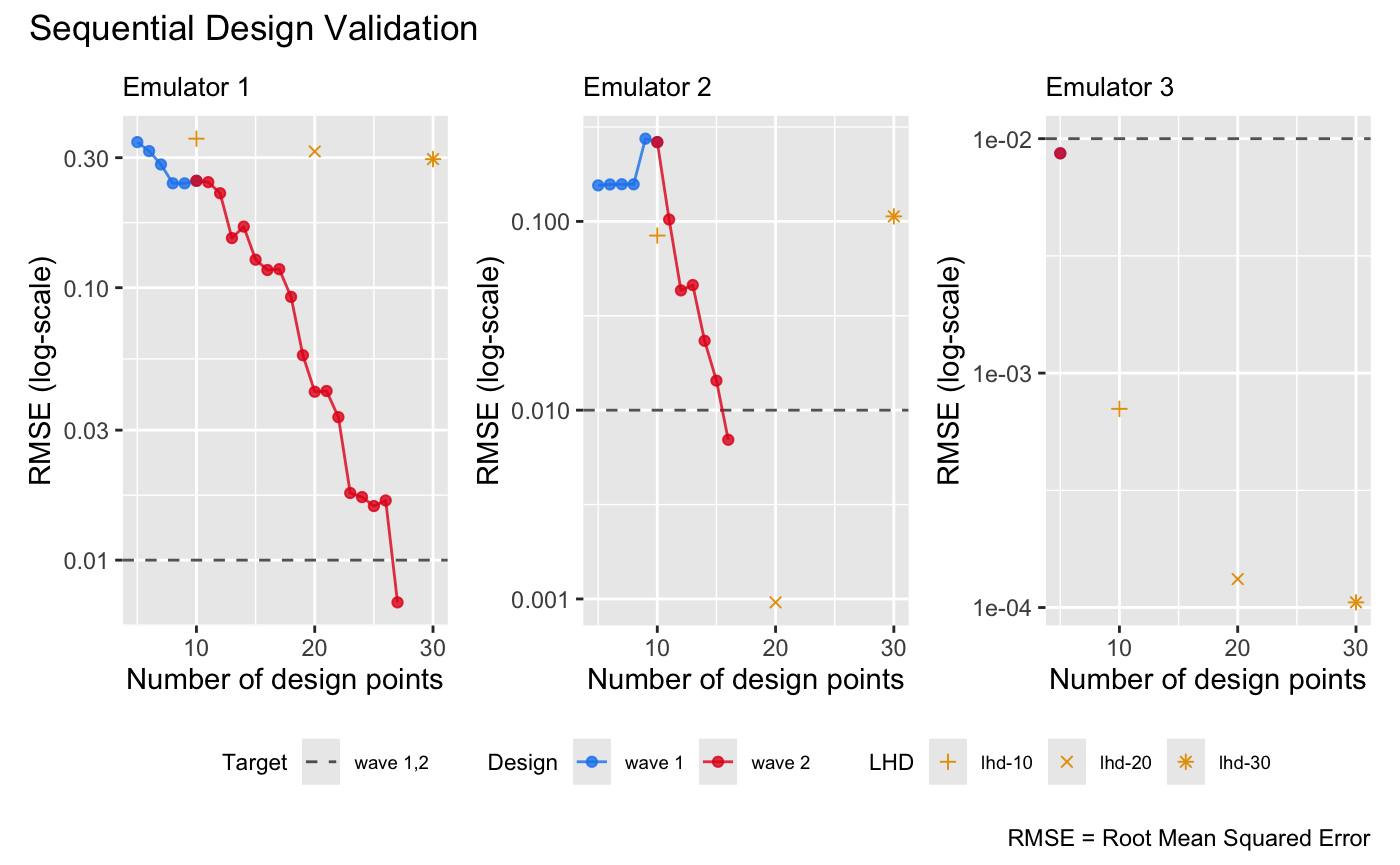 Sequential Design Validation
Emulator 1
Emulator 2
Emulator 3
RMSE (log-scale)
0.30
0.10
0.03
0.01
10 20 30
Number of design points
RMSE (log-scale)
0.100
0.010
0.001
10 20 30
Number of design points
RMSE (log-scale)
1e-02
1e-03
1e-04
10 20 30
Number of design points
Target wave 1,2 Design wave 1 wave 2 LHD lhd-10 lhd-20 lhd-30
RMSE = Root Mean Squared Error